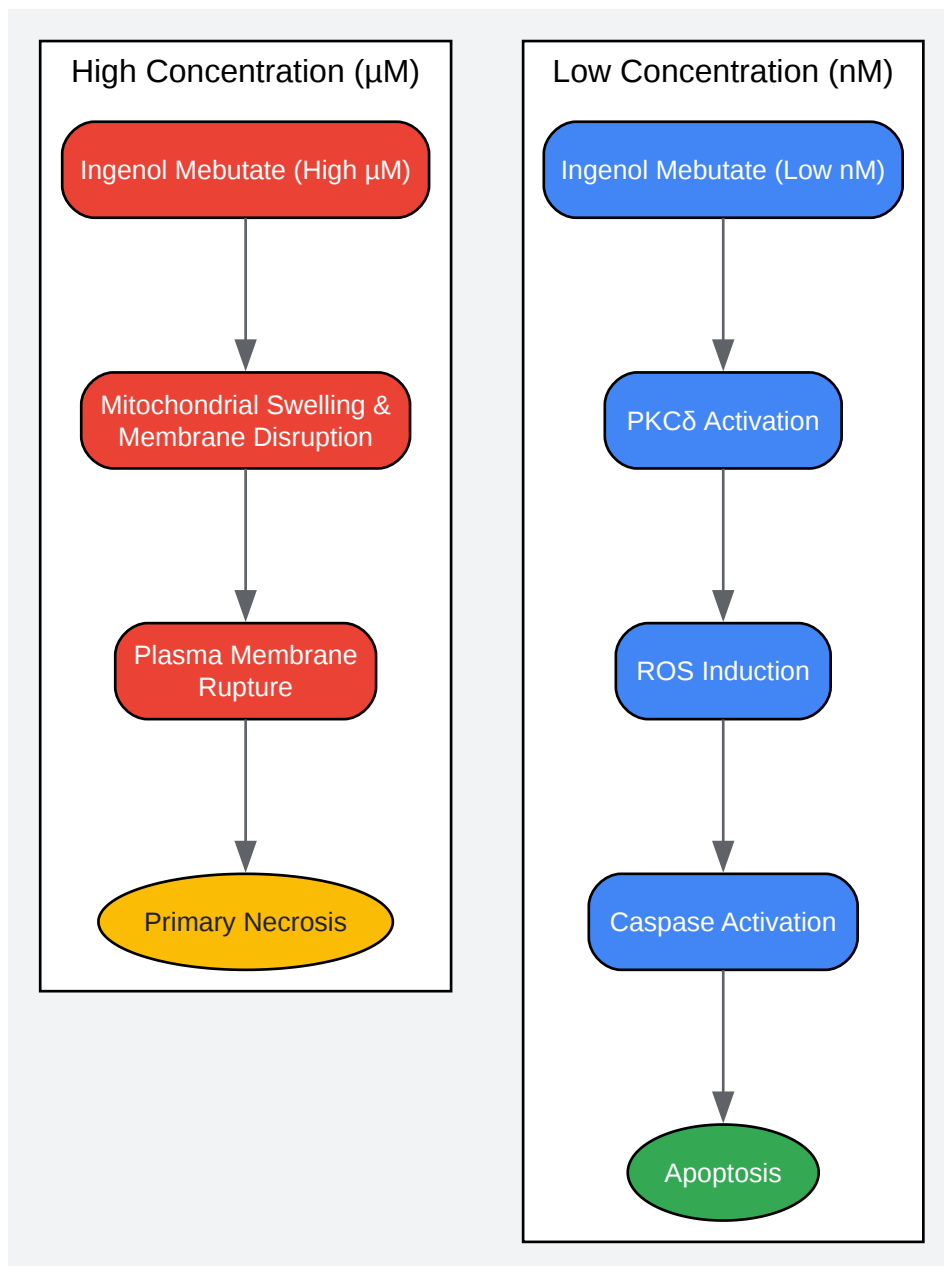 High Concentration (µM)
Ingenol Mebutate (High µM)
Mitochondrial Swelling &
Membrane Disruption
Plasma Membrane
Rupture
Primary Necrosis
Low Concentration (nM)
Ingenol Mebutate (Low nM)
PKCδ Activation
ROS Induction
Caspase Activation
Apoptosis